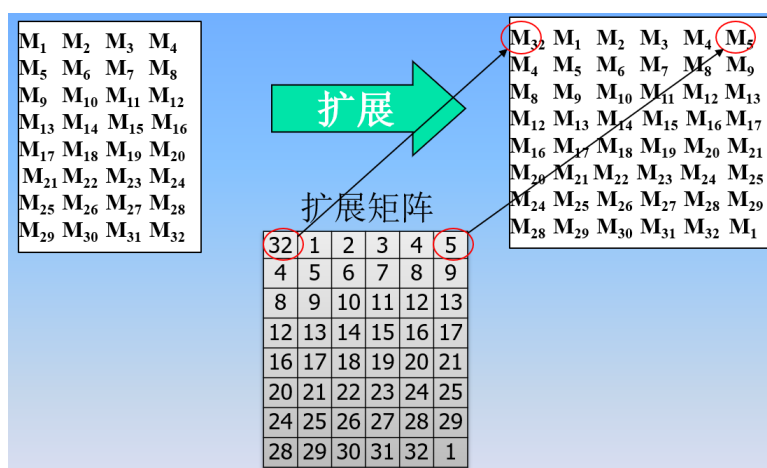 M₁ M₂ M₃ M₄
M₅ M₆ M₇ M₈
M₉ M₁₀ M₁₁ M₁₂
M₁₃ M₁₄ M₁₅ M₁₆
M₁₇ M₁₈ M₁₉ M₂₀
M₂₁ M₂₂ M₂₃ M₂₄
M₂₅ M₂₆ M₂₇ M₂₈
M₂₉ M₃₀ M₃₁ M₃₂
扩展
M₃₂ M₁ M₂ M₃ M₄ M₅
M₄ M₅ M₆ M₇ M₈ M₉
M₈ M₉ M₁₀ M₁₁ M₁₂ M₁₃
M₁₂ M₁₃ M₁₄ M₁₅ M₁₆ M₁₇
M₁₆ M₁₇ M₁₈ M₁₉ M₂₀ M₂₁
M₂₀ M₂₁ M₂₂ M₂₃ M₂₄ M₂₅
M₂₄ M₂₅ M₂₆ M₂₇ M₂₈ M₂₉
M₂₈ M₂₉ M₃₀ M₃₁ M₃₂ M₁
扩展矩阵
32 1 2 3 4 5
4 5 6 7 8 9
8 9 10 11 12 13
12 13 14 15 16 17
16 17 18 19 20 21
20 21 22 23 24 25
24 25 26 27 28 29
28 29 30 31 32 1